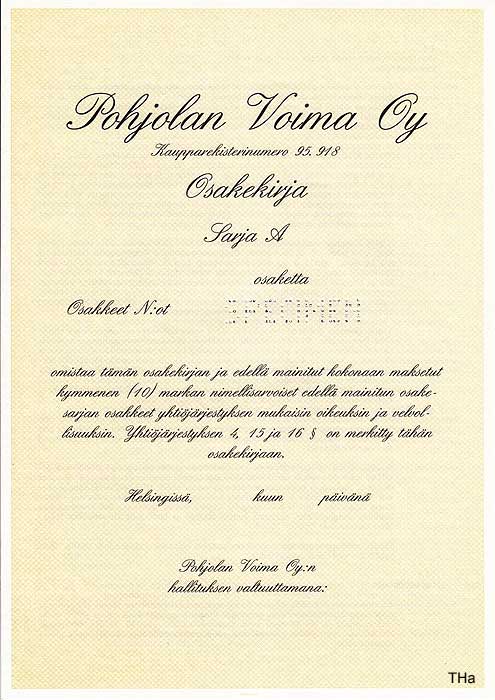 Pohjolan Voima Oy
Kaupparekisterinumero 95.918
Osakekirja
Sarja A
osaketta
Osakkeet N:ot SPECIMEN
omistaa tämän osakekirjan ja edellä mainitut kokonaan maksetut
kymmenen (10) markan nimellisarvoiset edellä mainitun osake-
sarjan osakkeet yhtiöjärjestyksen mukaisin oikeuksin ja velvol-
lisuuksin. Yhtiöjärjestyksen 4, 15 ja 16 § on merkitty tähän
osakekirjaan.
Helsingissä, kuun päivänä
Pohjolan Voima Oy:n
hallituksen valtuuttamana:
THa